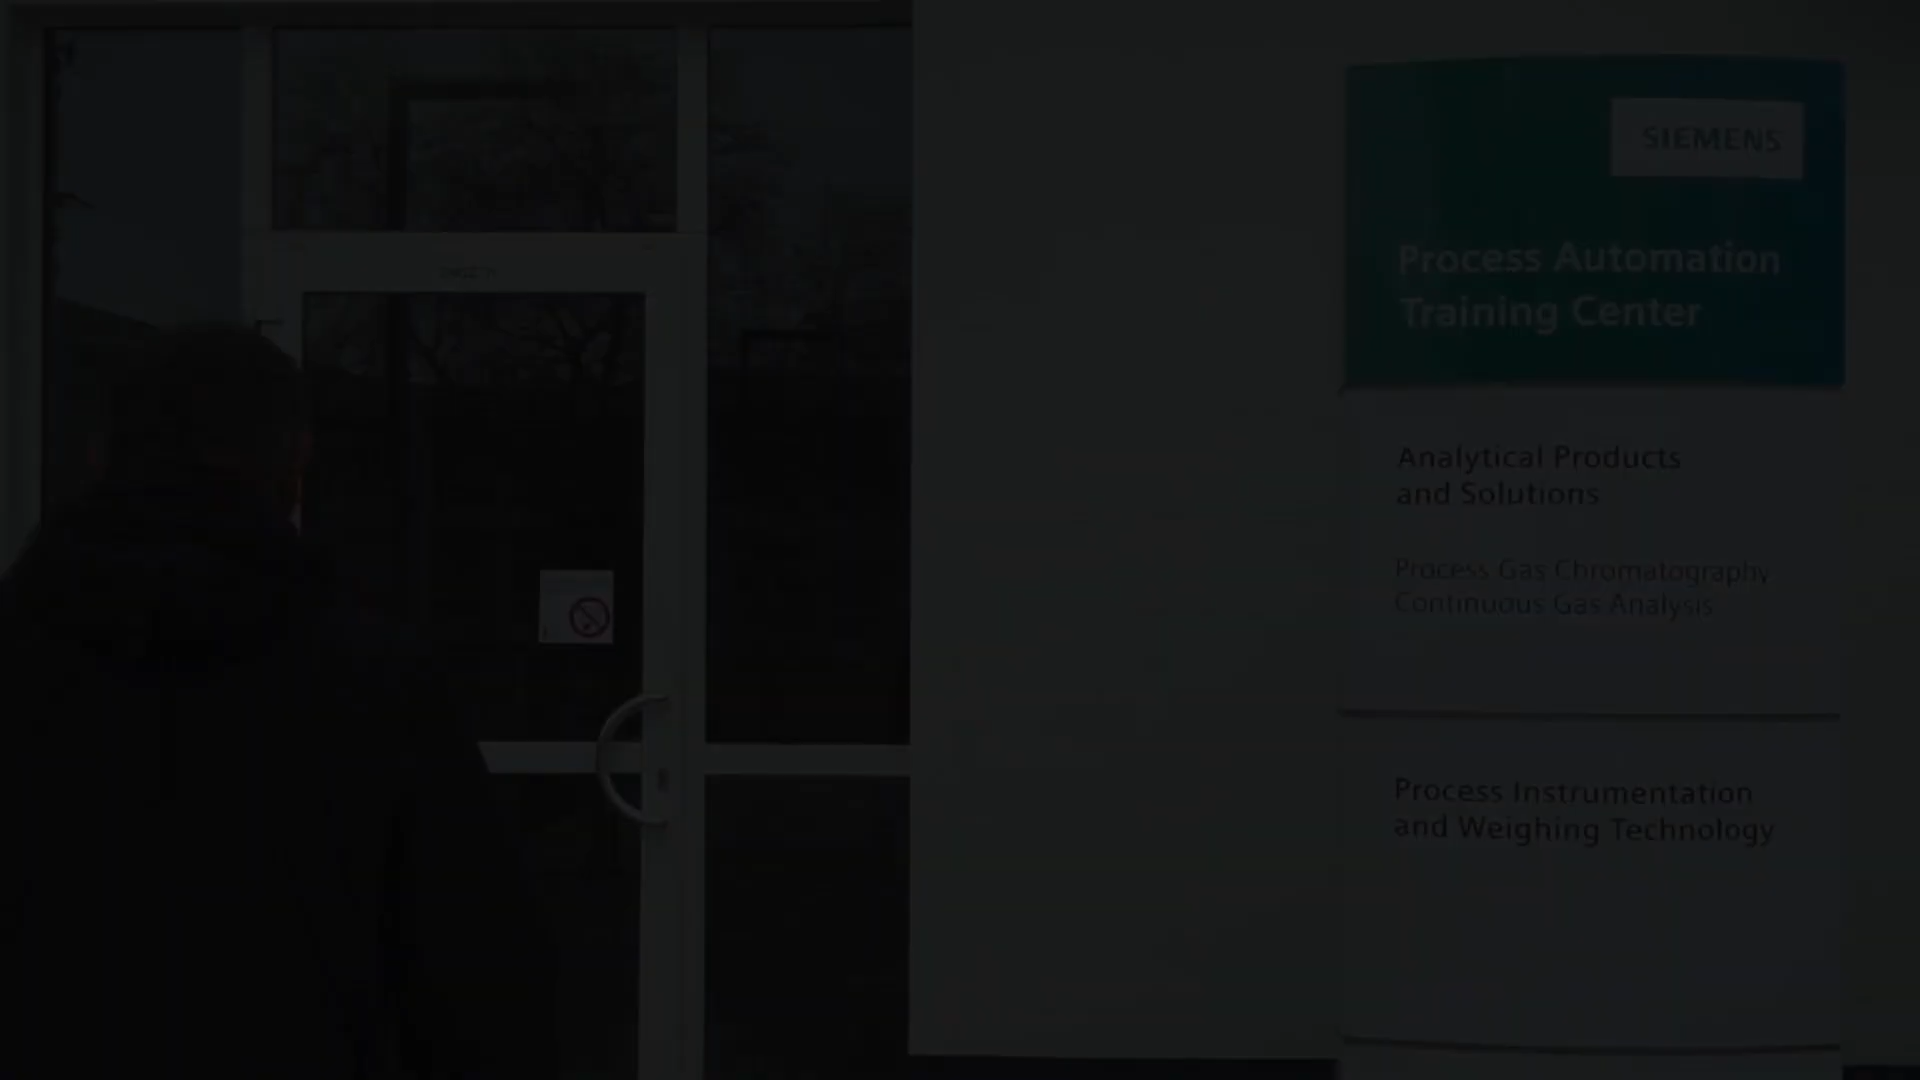 SIEMENS
Process Automation
Training Center
Analytical Products
and Solutions
Process Gas Chromatography
Continuous Gas Analysis
Process Instrumentation
and Weighing Technology